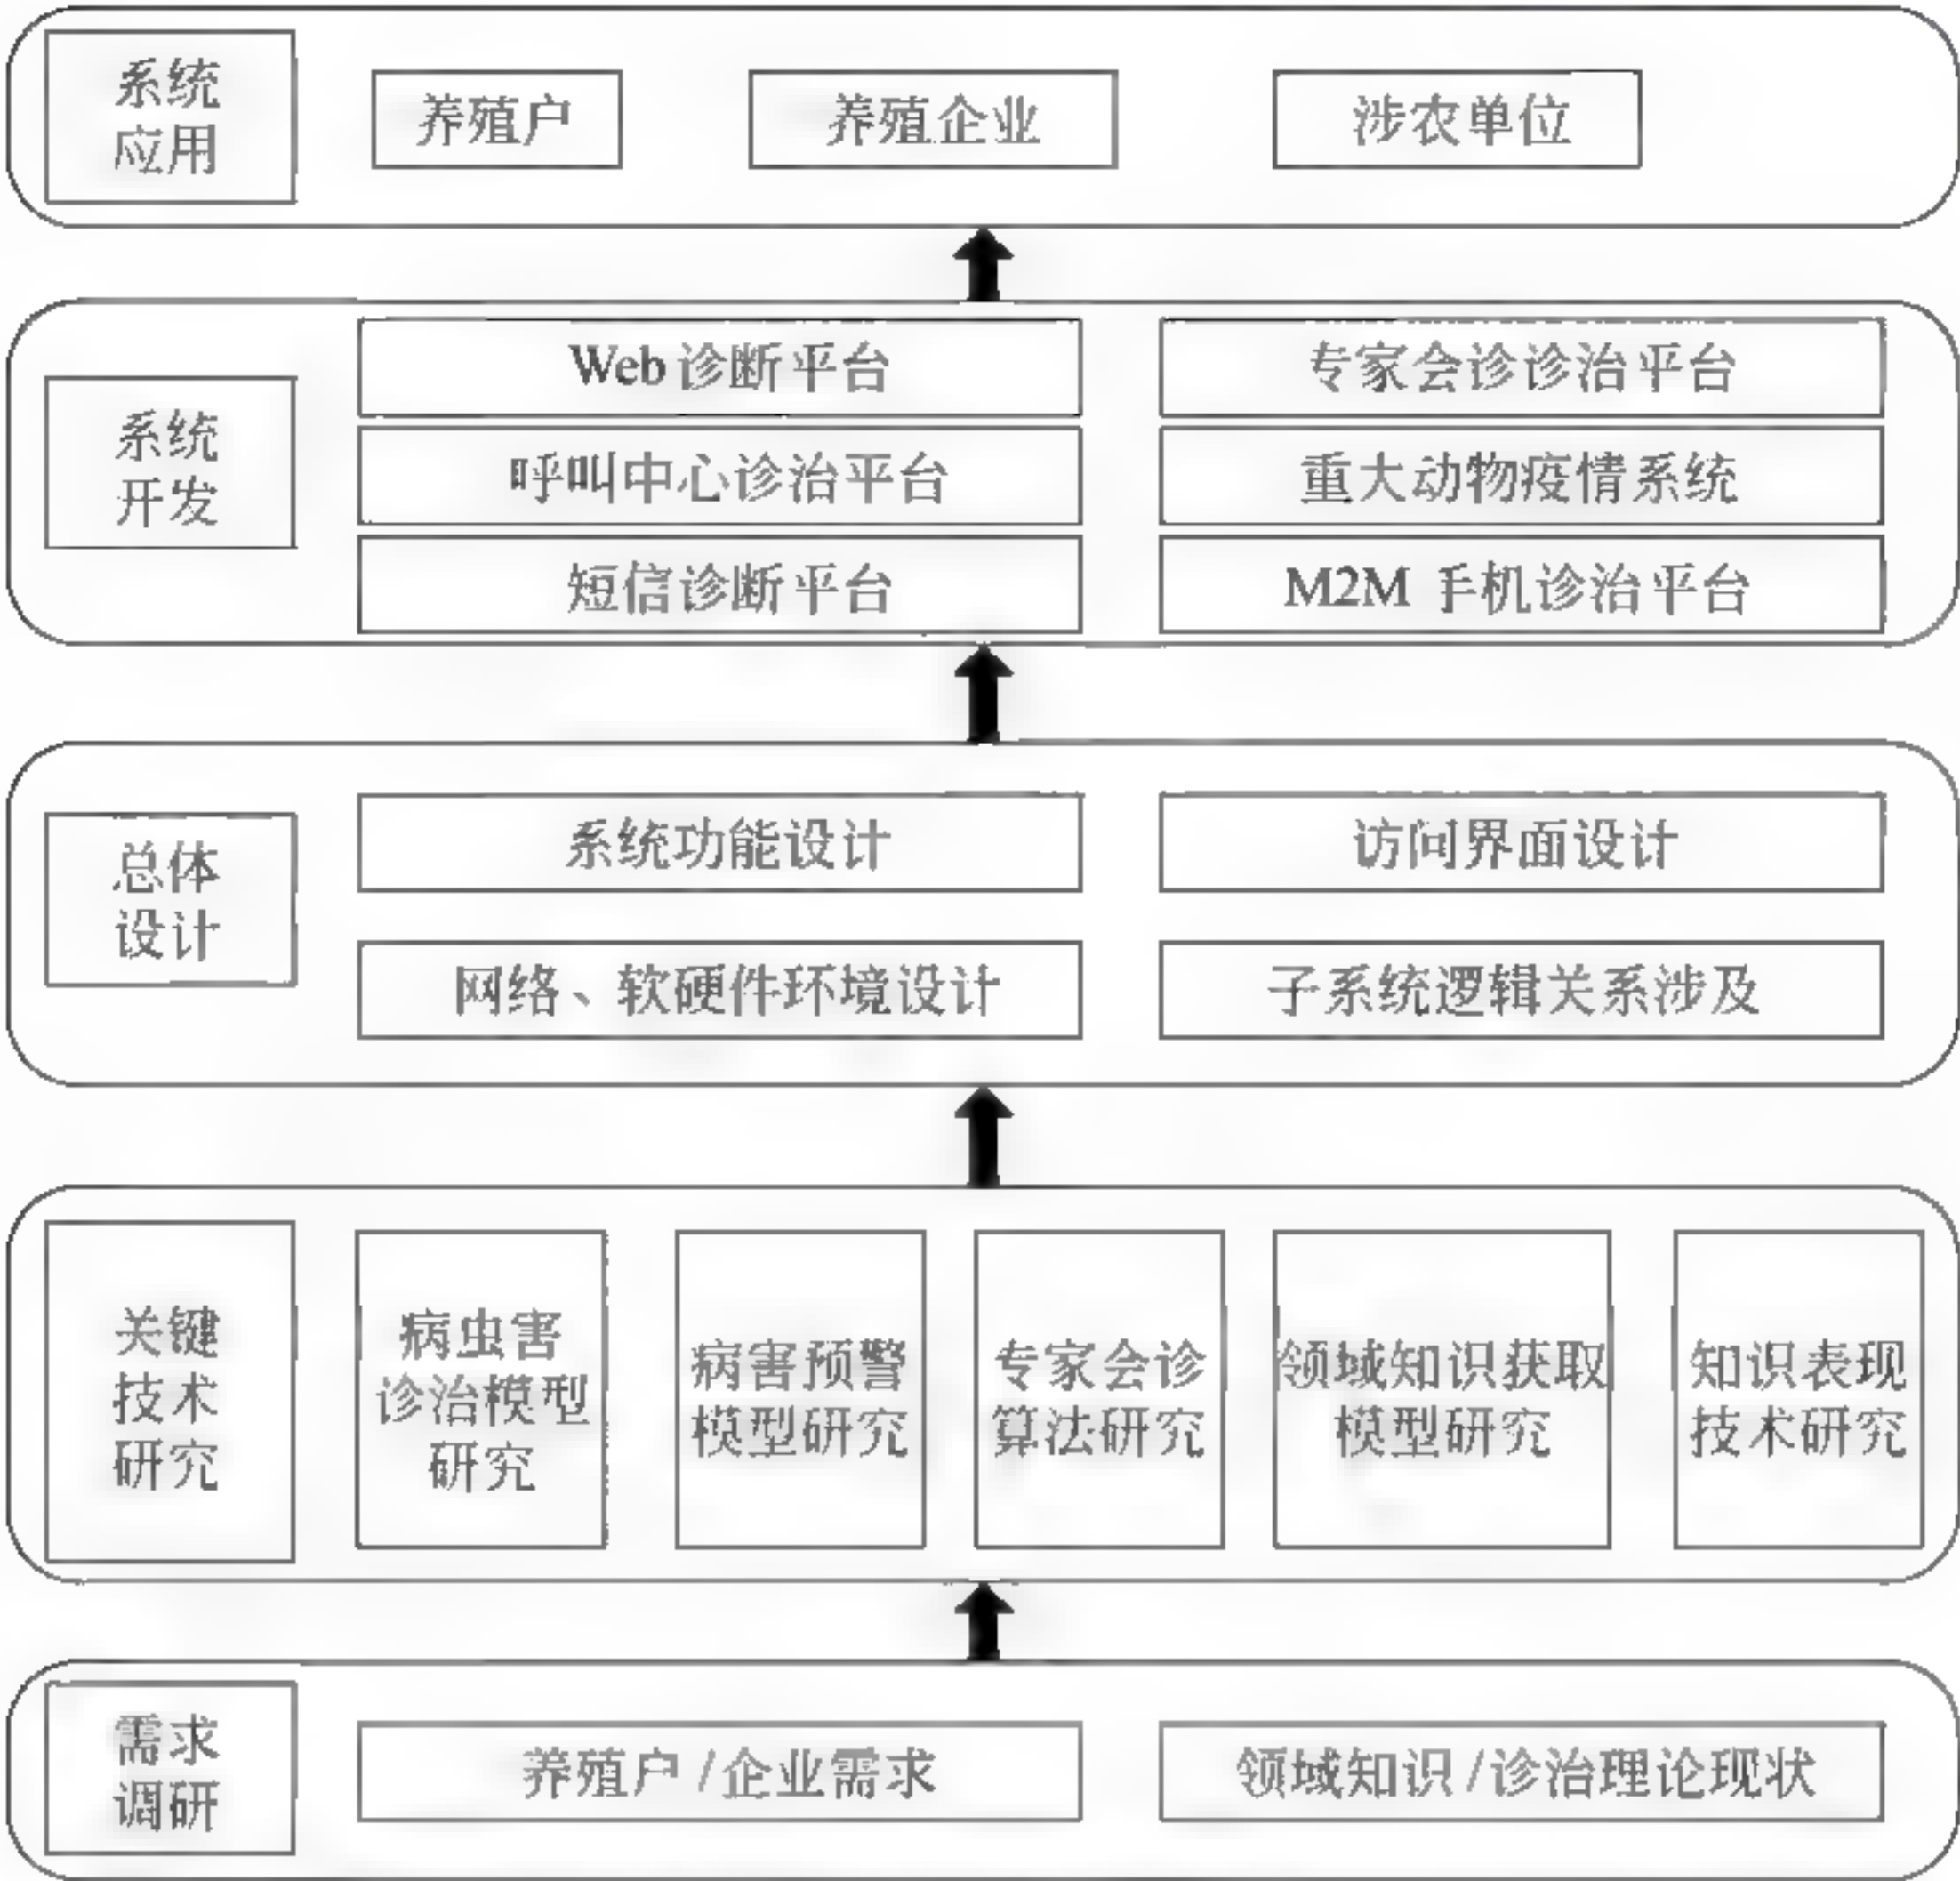 系统
应用
养殖户
养殖企业
涉农单位
系统
开发
Web 诊断平台
专家会诊诊治平台
呼叫中心诊治平台
重大动物疫情系统
短信诊断平台
M2M 手机诊治平台
总体
设计
系统功能设计
访问界面设计
网络、软硬件环境设计
子系统逻辑关系涉及
关键
技术
研究
病虫害
诊治模型
研究
病害预警
模型研究
专家会诊
算法研究
领域知识获取
模型研究
知识表现
技术研究
需求
调研
养殖户/企业需求
领域知识/诊治理论现状